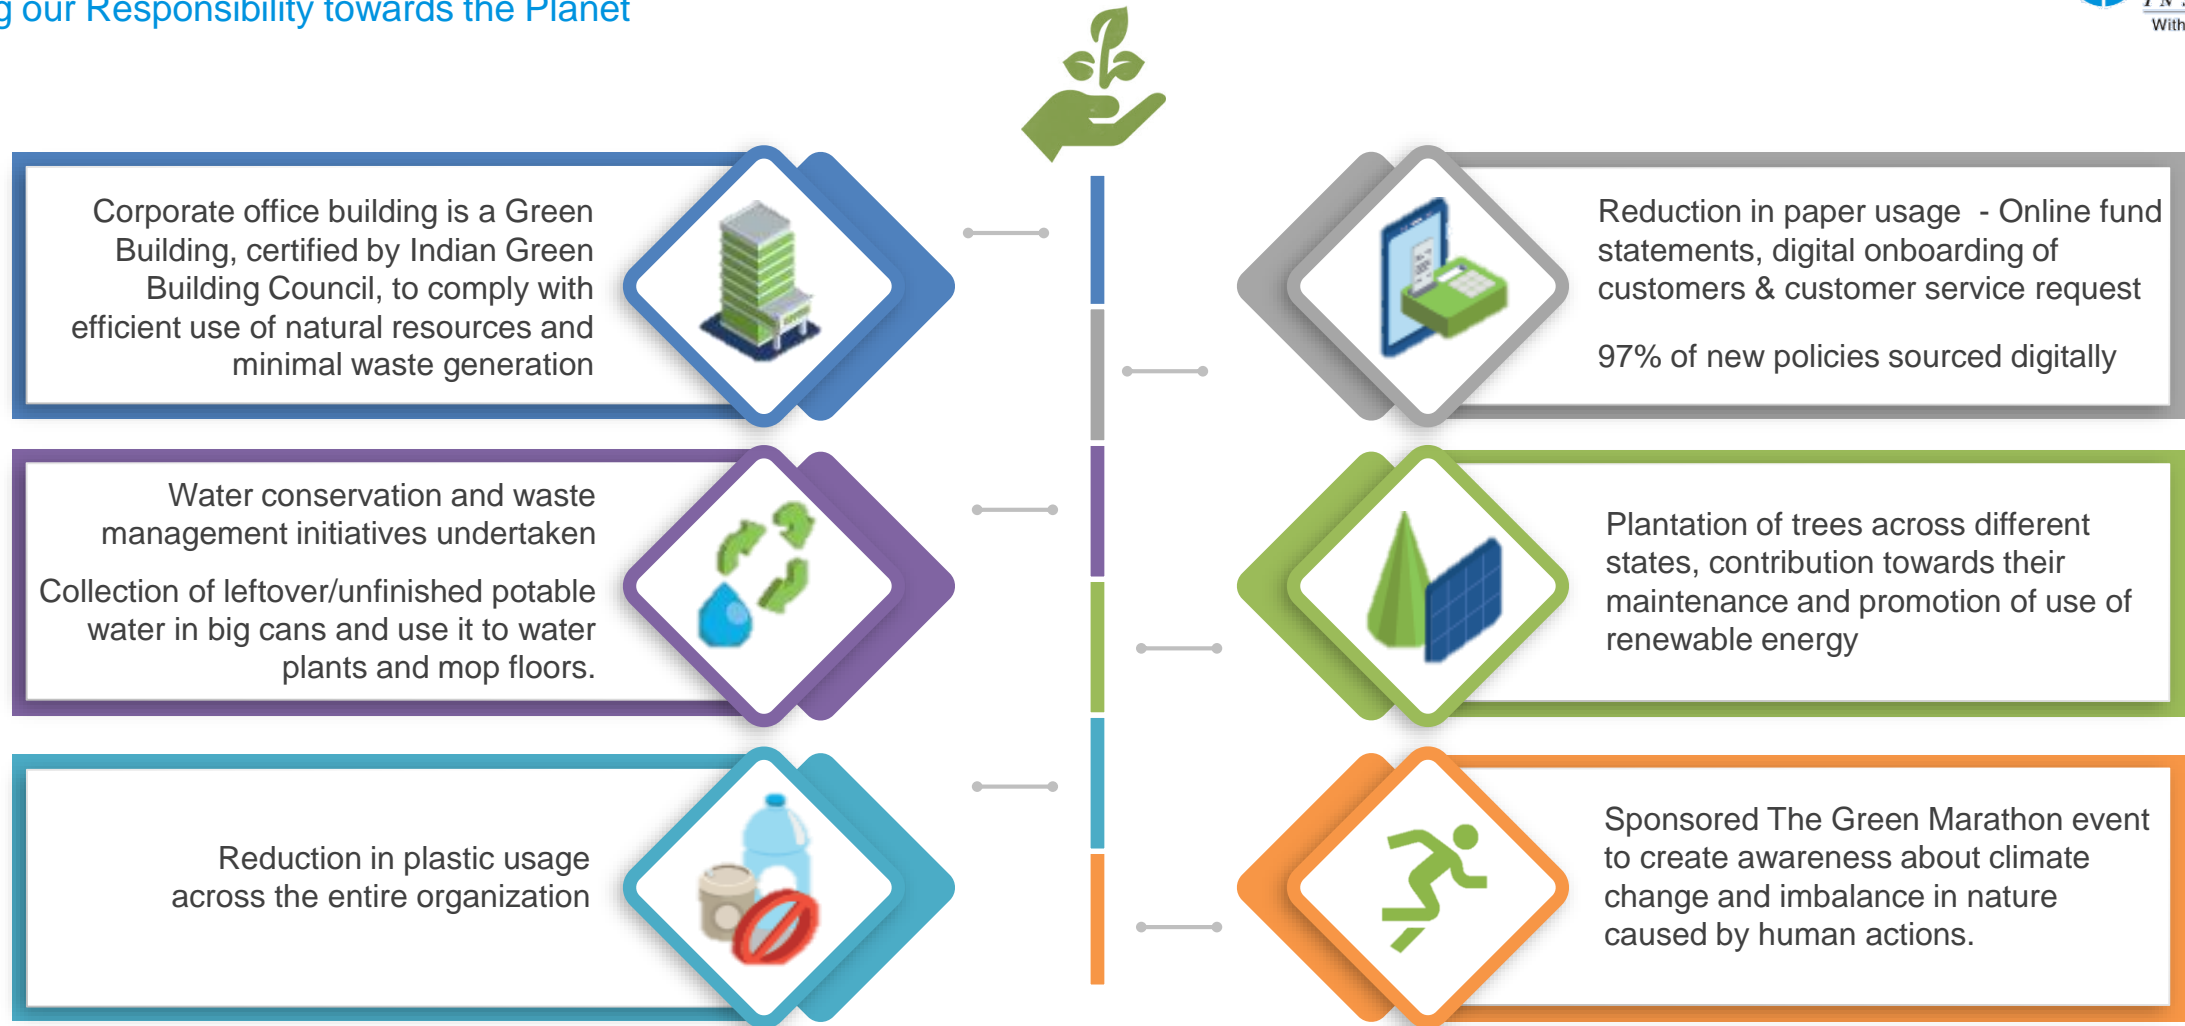 g our Responsibility towards the Planet
With
Corporate office building is a Green
Building, certified by Indian Green
Building Council, to comply with
efficient use of natural resources and
minimal waste generation
Reduction in paper usage  - Online fund
statements, digital onboarding of
customers & customer service request
97% of new policies sourced digitally
Water conservation and waste
management initiatives undertaken
Collection of leftover/unfinished potable
water in big cans and use it to water
plants and mop floors.
Plantation of trees across different
states, contribution towards their
maintenance and promotion of use of
renewable energy
Reduction in plastic usage
across the entire organization
Sponsored The Green Marathon event
to create awareness about climate
change and imbalance in nature
caused by human actions.